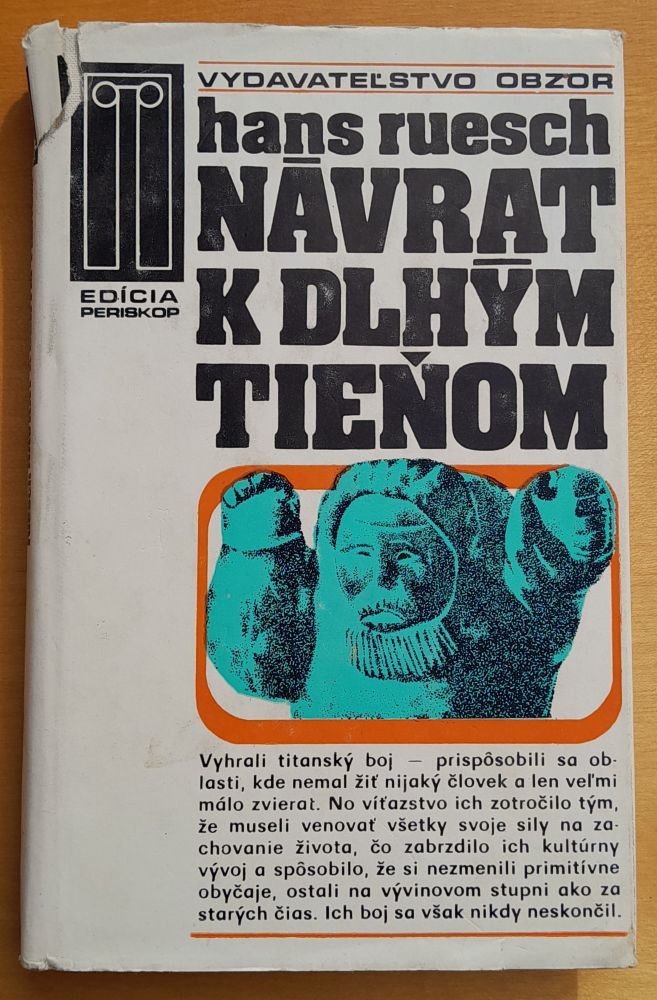 VYDAVATEĽSTVO OBZOR
hans ruesch
NÁVRAT
K DLHÝM
TIEŇOM
EDÍCIA
PERISKOP
Vyhrali titanský boj — prispôsobili sa ob-
lasti, kde nemal žiť nijaký človek a len veľmi
málo zvierat. No víťazstvo ich zotročilo tým,
že museli venovať všetky svoje sily na za-
chovanie života, čo zabrzdilo ich kultúrny
vývoj a spôsobilo, že si nezmenili primitívne
obyčaje, ostali na vývinovom stupni ako za
starých čias. Ich boj sa však nikdy neskončil.